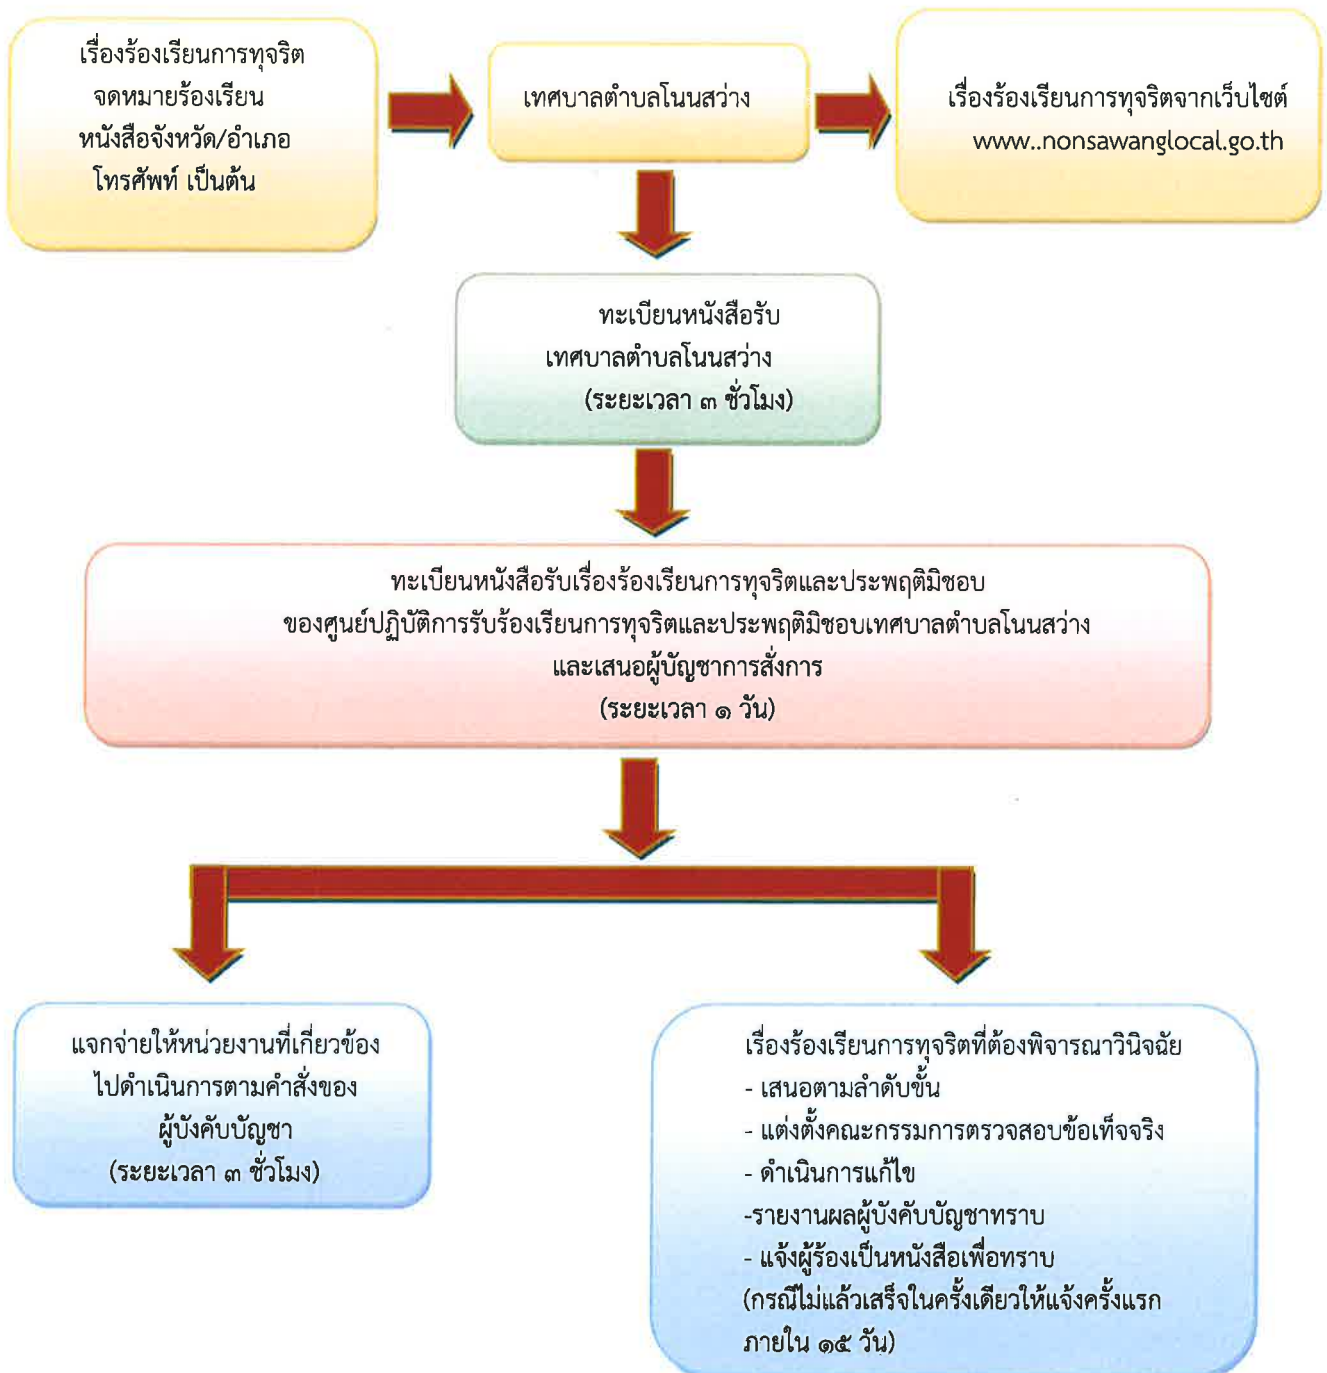 เรื่องร้องเรียนการทุจริต
จดหมายร้องเรียน
หนังสือจังหวัด/อำเภอ
โทรศัพท์ เป็นต้น
เทศบาลตำบลโนนสว่าง
เรื่องร้องเรียนการทุจริตจากเว็บไซต์
www..nonsawanglocal.go.th
ทะเบียนหนังสือรับ
เทศบาลตำบลโนนสว่าง
(ระยะเวลา ๓ ชั่วโมง)
ทะเบียนหนังสือรับเรื่องร้องเรียนการทุจริตและประพฤติมิชอบ
ของศูนย์ปฏิบัติการรับร้องเรียนการทุจริตและประพฤติมิชอบเทศบาลตำบลโนนสว่าง
และเสนอผู้บัญชาการสั่งการ
(ระยะเวลา ๑ วัน)
แจกจ่ายให้หน่วยงานที่เกี่ยวข้อง
ไปดำเนินการตามคำสั่งของ
ผู้บังคับบัญชา
(ระยะเวลา ๓ ชั่วโมง)
เรื่องร้องเรียนการทุจริตที่ต้องพิจารณาวินิจฉัย
- เสนอตามลำดับขั้น
- แต่งตั้งคณะกรรมการตรวจสอบข้อเท็จจริง
- ดำเนินการแก้ไข
-รายงานผลผู้บังคับบัญชาทราบ
- แจ้งผู้ร้องเป็นหนังสือเพื่อทราบ
(กรณีไม่แล้วเสร็จในครั้งเดียวให้แจ้งครั้งแรก
ภายใน ๑๕ วัน)